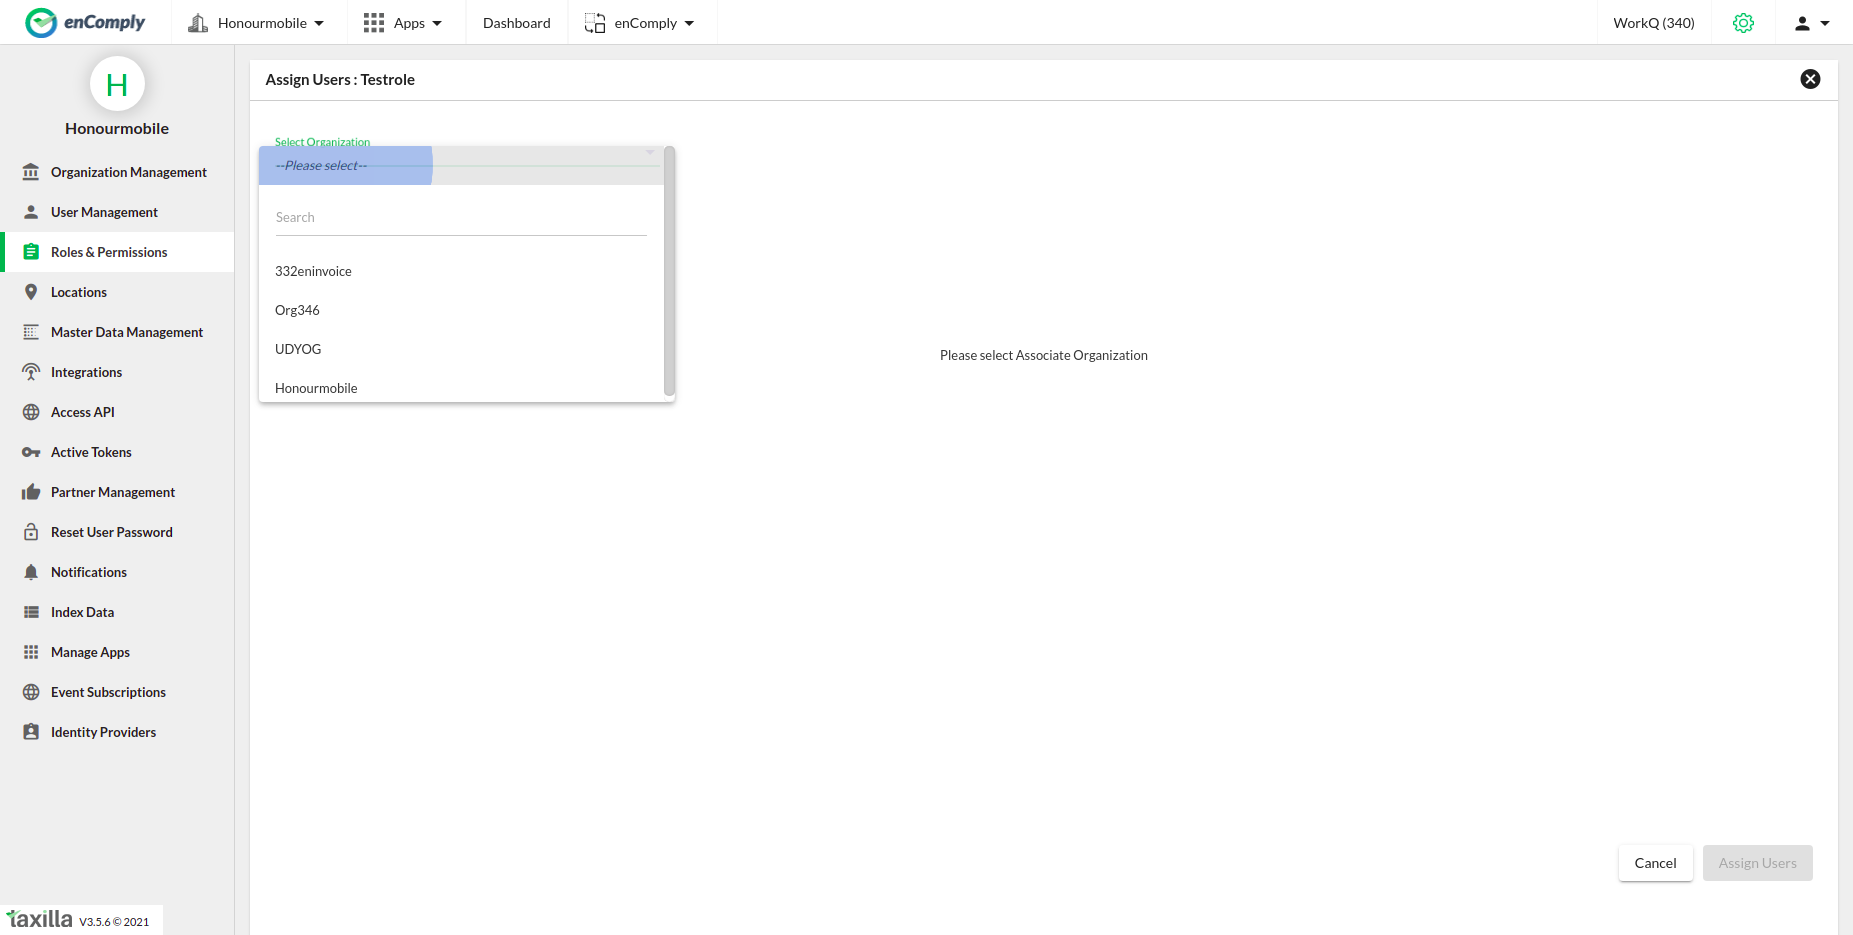 enComply
Honourmobile
Apps
Dashboard
enComply
WorkQ (340)
H
Honourmobile
Organization Management
User Management
Roles & Permissions
Locations
Master Data Management
Integrations
Access API
Active Tokens
Partner Management
Reset User Password
Notifications
Index Data
Manage Apps
Event Subscriptions
Identity Providers
taxilla V3.5.6 © 2021
Assign Users : Testrole
Select Organization
--Please select--
Search
332eninvoice
Org346
UDYOG
Honourmobile
Please select Associate Organization
Cancel
Assign Users